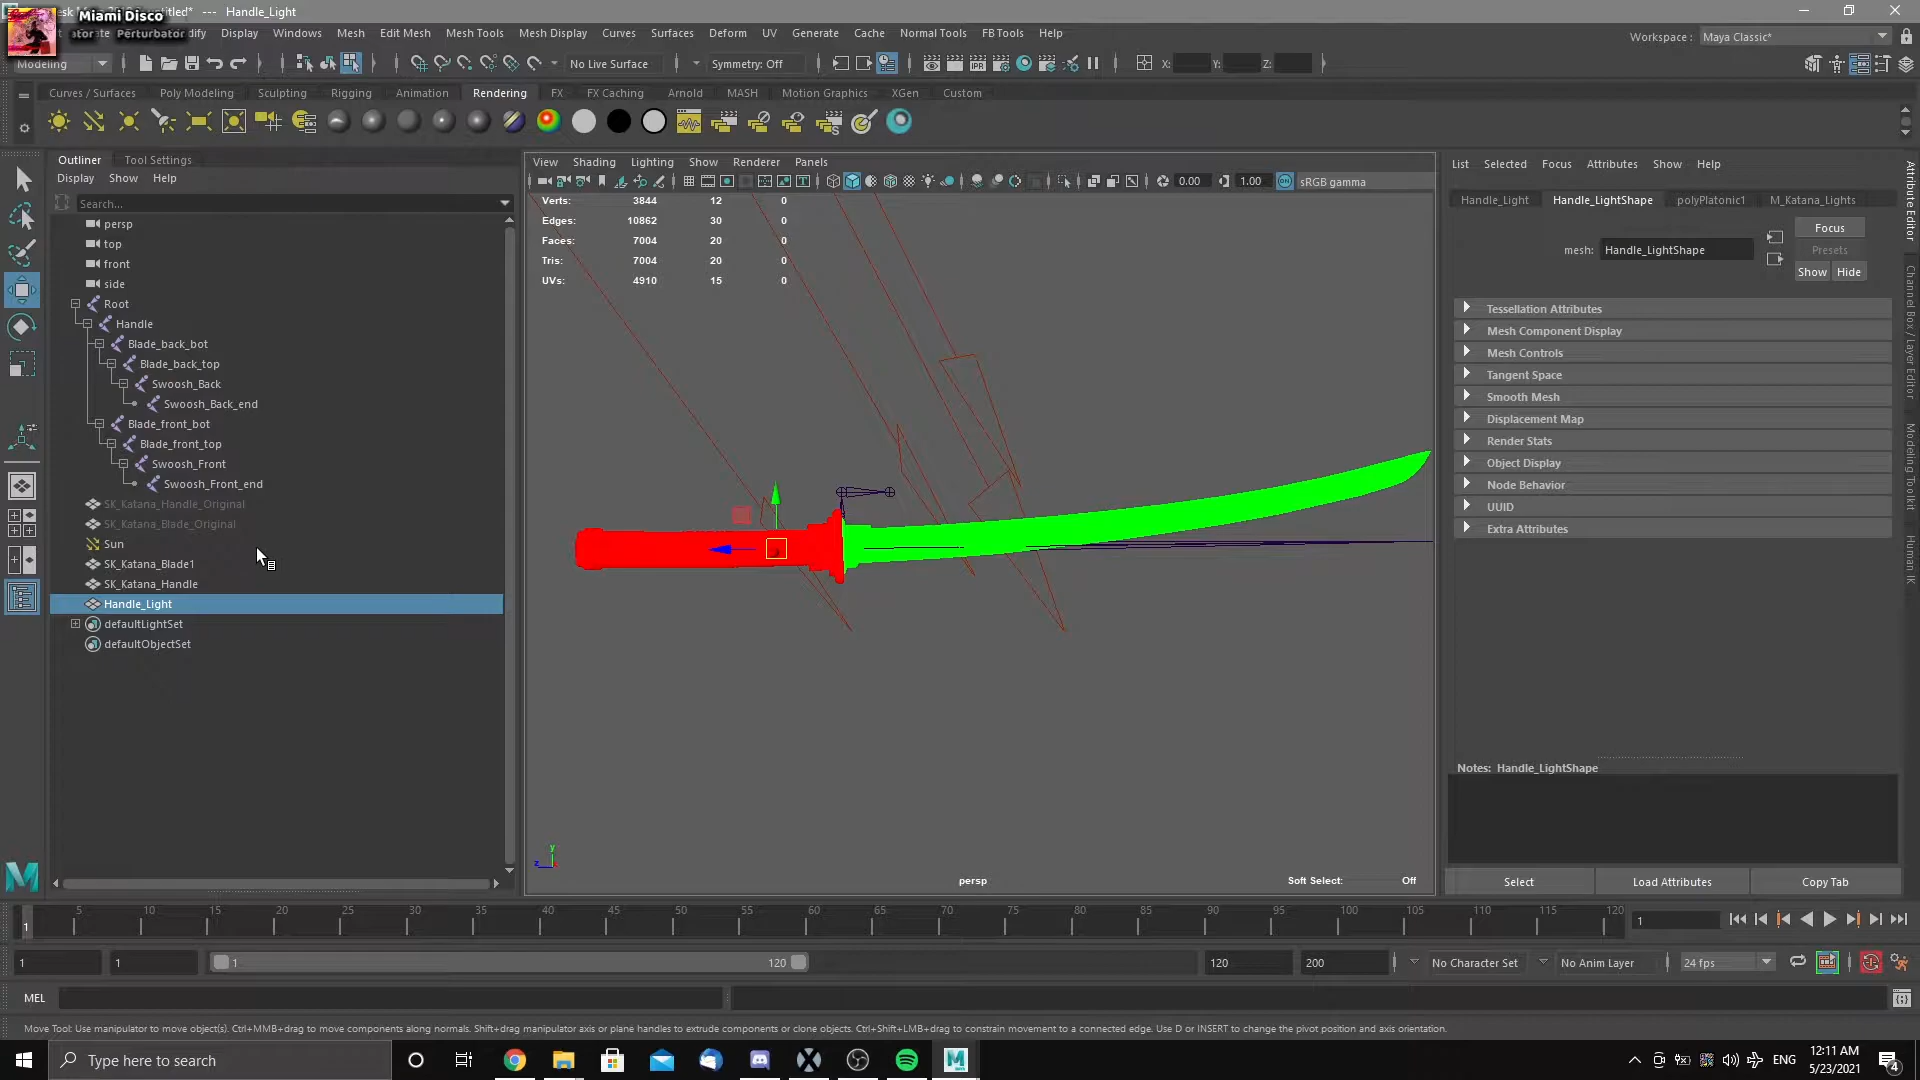 Miami Disco
Perturbator
untitled* --- Handle_Light
Display Windows Mesh Edit Mesh Mesh Tools Mesh Display Curves Surfaces Deform UV Generate Cache Normal Tools FB Tools Help
Workspace : Maya Classic*
Modeling
No Live Surface
Symmetry: Off
X: Y: Z:
Curves / Surfaces Poly Modeling Sculpting Rigging Animation Rendering FX FX Caching Arnold MASH Motion Graphics XGen Custom
Outliner Tool Settings
Display Show Help
Search...
persp
top
front
side
Root
Handle
Blade_back_bot
Blade_back_top
Swoosh_Back
Swoosh_Back_end
Blade_front_bot
Blade_front_top
Swoosh_Front
Swoosh_Front_end
SK_Katana_Handle_Original
SK_Katana_Blade_Original
Sun
SK_Katana_Blade1
SK_Katana_Handle
Handle_Light
defaultLightSet
defaultObjectSet
View Shading Lighting Show Renderer Panels
0.00 1.00 sRGB gamma
Verts: 3844 12 0
Edges: 10862 30 0
Faces: 7004 20 0
Tris: 7004 20 0
UVs: 4910 15 0
y
z
persp
Soft Select: Off
List Selected Focus Attributes Show Help
Handle_Light Handle_LightShape polyPlatonic1 M_Katana_Lights
mesh: Handle_LightShape
Focus
Presets
Show Hide
Tessellation Attributes
Mesh Component Display
Mesh Controls
Tangent Space
Smooth Mesh
Displacement Map
Render Stats
Object Display
Node Behavior
UUID
Extra Attributes
Notes: Handle_LightShape
Select Load Attributes Copy Tab
Attribute Editor
Channel Box / Layer Editor
Modeling Toolkit
Human IK
5 10 15 20 25 30 35 40 45 50 55 60 65 70 75 80 85 90 95 100 105 110 115 120
1
1
1 1 1 120 120 200 No Character Set No Anim Layer 24 fps
MEL
Move Tool: Use manipulator to move object(s). Ctrl+MMB+drag to move components along normals. Shift+drag manipulator axis or plane handles to extrude components or clone objects. Ctrl+Shift+LMB+drag to constrain movement to a connected edge. Use D or INSERT to change the pivot position and axis orientation.
Type here to search
ENG
12:11 AM
5/23/2021
4